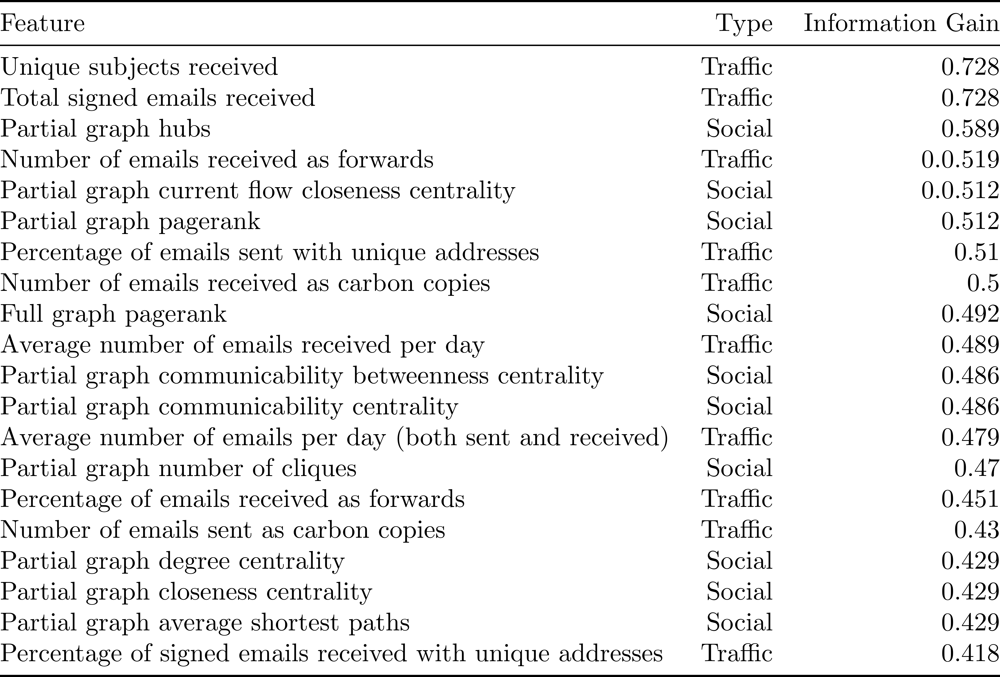 Feature Type Information Gain
Unique subjects received Traffic 0.728
Total signed emails received Traffic 0.728
Partial graph hubs Social 0.589
Number of emails received as forwards Traffic 0.0.519
Partial graph current flow closeness centrality Social 0.0.512
Partial graph pagerank Social 0.512
Percentage of emails sent with unique addresses Traffic 0.51
Number of emails received as carbon copies Traffic 0.5
Full graph pagerank Social 0.492
Average number of emails received per day Traffic 0.489
Partial graph communicability betweenness centrality Social 0.486
Partial graph communicability centrality Social 0.486
Average number of emails per day (both sent and received) Traffic 0.479
Partial graph number of cliques Social 0.47
Percentage of emails received as forwards Traffic 0.451
Number of emails sent as carbon copies Traffic 0.43
Partial graph degree centrality Social 0.429
Partial graph closeness centrality Social 0.429
Partial graph average shortest paths Social 0.429
Percentage of signed emails received with unique addresses Traffic 0.418